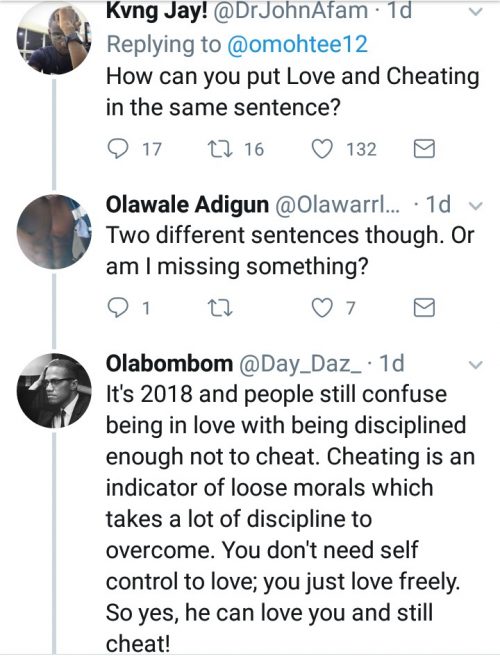 Kvng Jay! @DrJohnAfam · 1d
Replying to @omohtee12
How can you put Love and Cheating
in the same sentence?
17 16 132
Olawale Adigun @Olawarrl... · 1d
Two different sentences though. Or
am I missing something?
1 7
Olabombom @Day_Daz_ · 1d
It's 2018 and people still confuse
being in love with being disciplined
enough not to cheat. Cheating is an
indicator of loose morals which
takes a lot of discipline to
overcome. You don't need self
control to love; you just love freely.
So yes, he can love you and still
cheat!